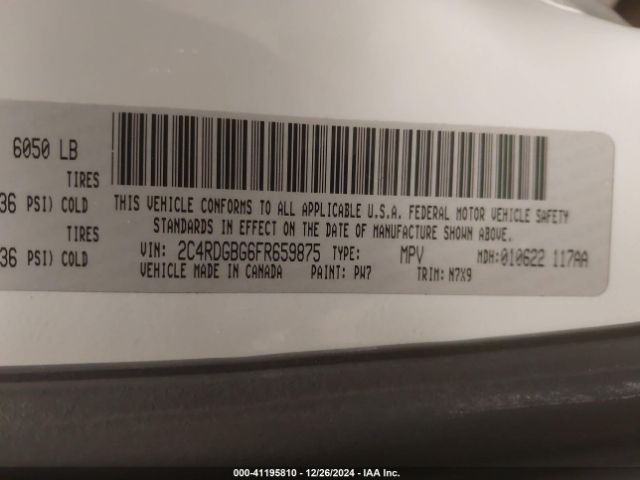 6050 LB
TIRES
36 PSI) COLD
TIRES
36 PSI) COLD
THIS VEHICLE CONFORMS TO ALL APPLICABLE U.S.A. FEDERAL MOTOR VEHICLE SAFETY
STANDARDS IN EFFECT ON THE DATE OF MANUFACTURE SHOWN ABOVE.
VIN: 2C4RDGBG6FR659875 TYPE: MPV MDH:010622 117AA
VEHICLE MADE IN CANADA PAINT: PW7 TRIM: N7X9
000-41195810 - 12/26/2024 - IAA Inc.